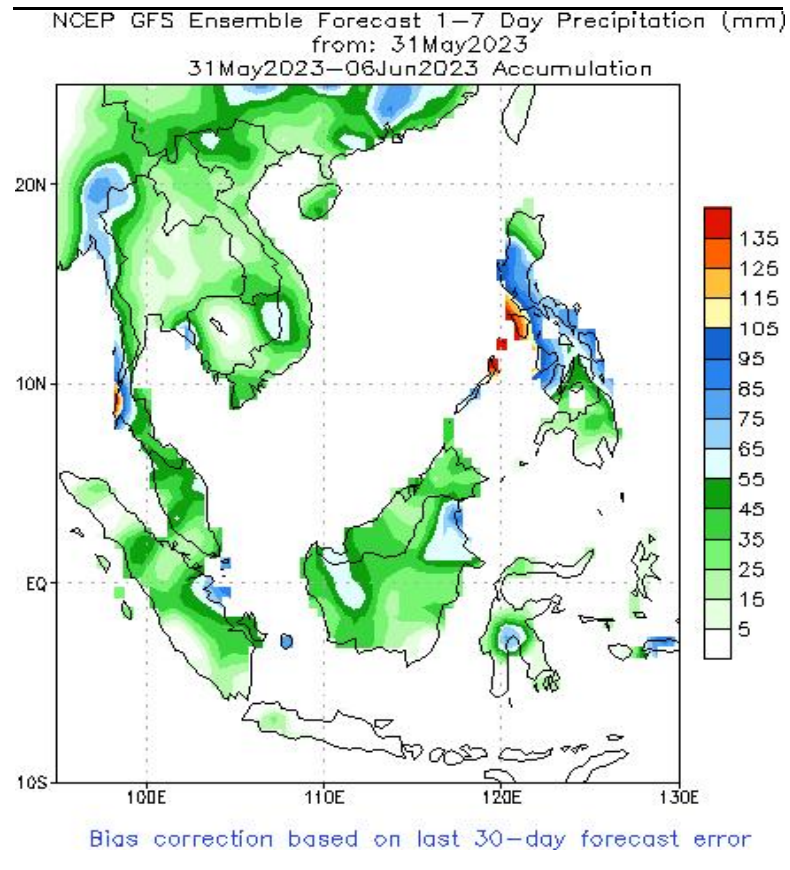 NCEP GFS Ensemble Forecast 1–7 Day Precipitation (mm)
from: 31May2023
31May2023–06Jun2023 Accumulation
20N
10N
EQ
10S
100E
110E
120E
130E
135
125
115
105
95
85
75
65
55
45
35
25
15
5
Bias correction based on last 30–day forecast error